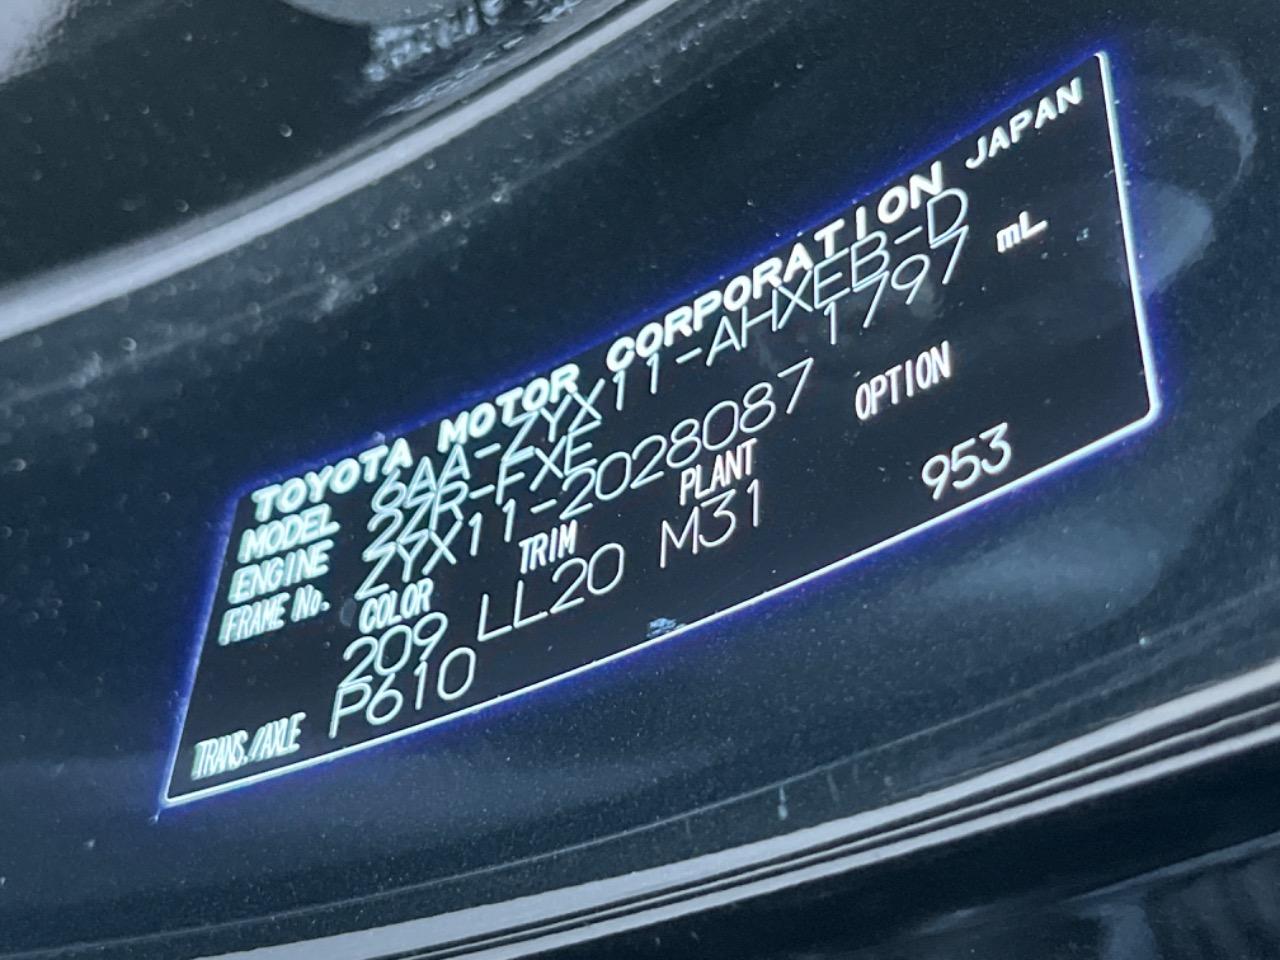 TOYOTA MOTOR CORPORATION JAPAN
MODEL 6AA-ZYX11-AHXEB-D
ENGINE 2ZR-FXE 1797 mL
FRAME No. ZYX11-2028087
COLOR TRIM PLANT OPTION
209 LL20 M31 953
TRANS./AXLE P610